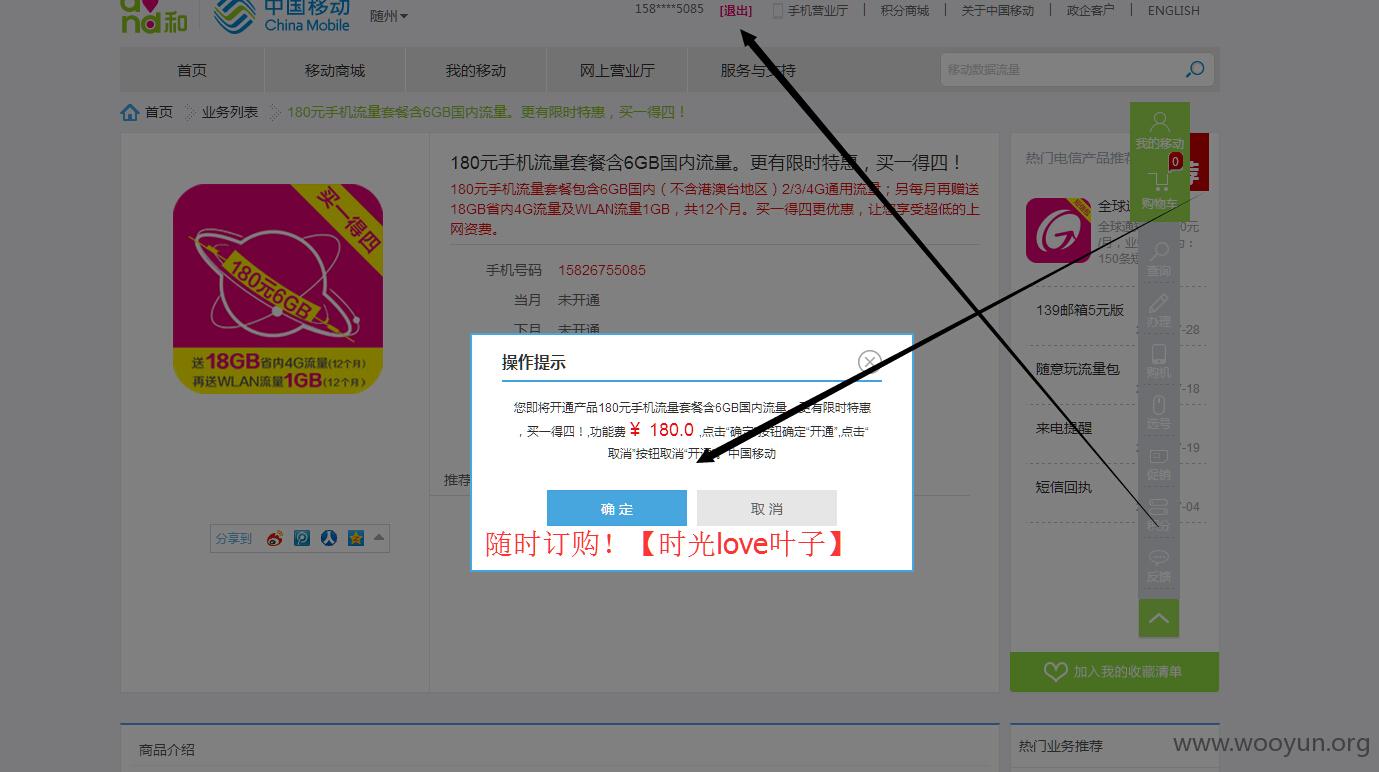 and和
中国移动
China Mobile
随州
158****5085 [退出] 手机营业厅 | 积分商城 | 关于中国移动 | 政企客户 | ENGLISH
首页 移动商城 我的移动 网上营业厅 服务与支持
移动数据流量
首页 业务列表 180元手机流量套餐含6GB国内流量。更有限时特惠，买一得四！
180元手机流量套餐含6GB国内流量。更有限时特惠，买一得四！
180元手机流量套餐包含6GB国内（不含港澳台地区）2/3/4G通用流量；另每月再赠送
18GB省内4G流量及WLAN流量1GB，共12个月。买一得四更优惠，让您享受超低的上
网资费。
买一得四
180元6GB
送18GB省内4G流量(12个月)
再送WLAN流量1GB(12个月)
手机号码 15826755085
当月 未开通
下月 未开通
推荐
操作提示
您即将开通产品180元手机流量套餐含6GB国内流量。更有限时特惠
，买一得四！,功能费￥ 180.0 ,点击“确定”按钮确定“开通”,点击“
取消”按钮取消“开通”。中国移动
确 定 取 消
随时订购！【时光love叶子】
分享到
热门电信产品推荐
荐
全球通
0元
/月，业
为：
150条短
139邮箱5元版
-28
随意玩流量包
-18
来电提醒
-19
短信回执
-04
我的移动
0
购物车
查询
办理
购机
选号
促销
积分
反馈
加入我的收藏清单
商品介绍
热门业务推荐
www.wooyun.org